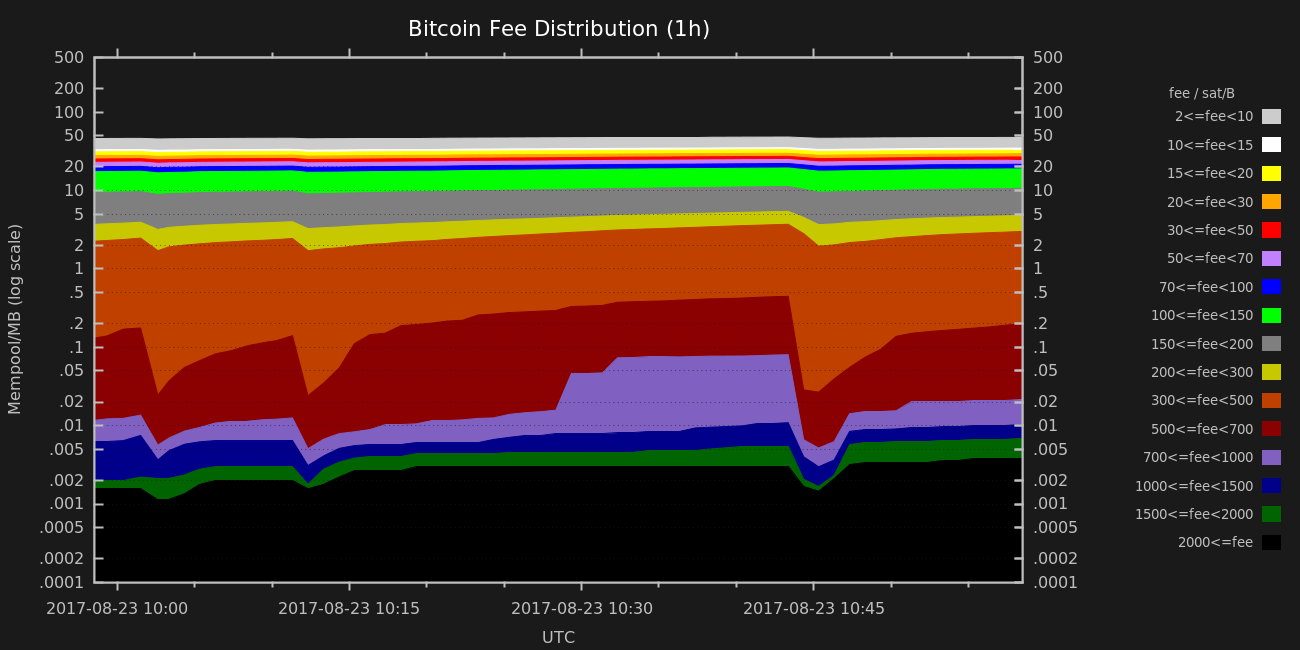 Bitcoin Fee Distribution (1h)
Mempool/MB (log scale)
500
200
100
50
20
10
5
2
1
.5
.2
.1
.05
.02
.01
.005
.002
.001
.0005
.0002
.0001
500
200
100
50
20
10
5
2
1
.5
.2
.1
.05
.02
.01
.005
.002
.001
.0005
.0002
.0001
2017-08-23 10:00
2017-08-23 10:15
2017-08-23 10:30
2017-08-23 10:45
UTC
fee / sat/B
2<=fee<10
10<=fee<15
15<=fee<20
20<=fee<30
30<=fee<50
50<=fee<70
70<=fee<100
100<=fee<150
150<=fee<200
200<=fee<300
300<=fee<500
500<=fee<700
700<=fee<1000
1000<=fee<1500
1500<=fee<2000
2000<=fee